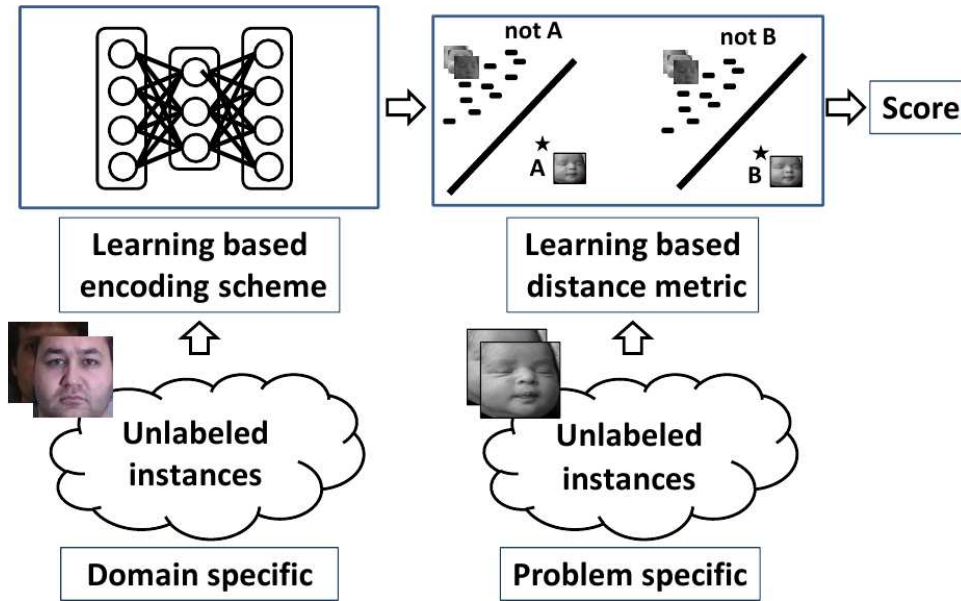 not A
not B
A
B
Score
Learning based
encoding scheme
Learning based
distance metric
Unlabeled
instances
Unlabeled
instances
Domain specific
Problem specific